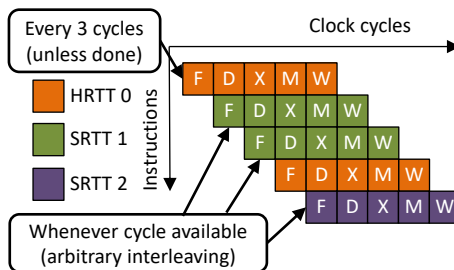 Every 3 cycles
(unless done)
Clock cycles
HRTT 0
SRTT 1
SRTT 2
Instructions
F D X M W
F D X M W
F D X M W
F D X M W
F D X M W
Whenever cycle available
(arbitrary interleaving)